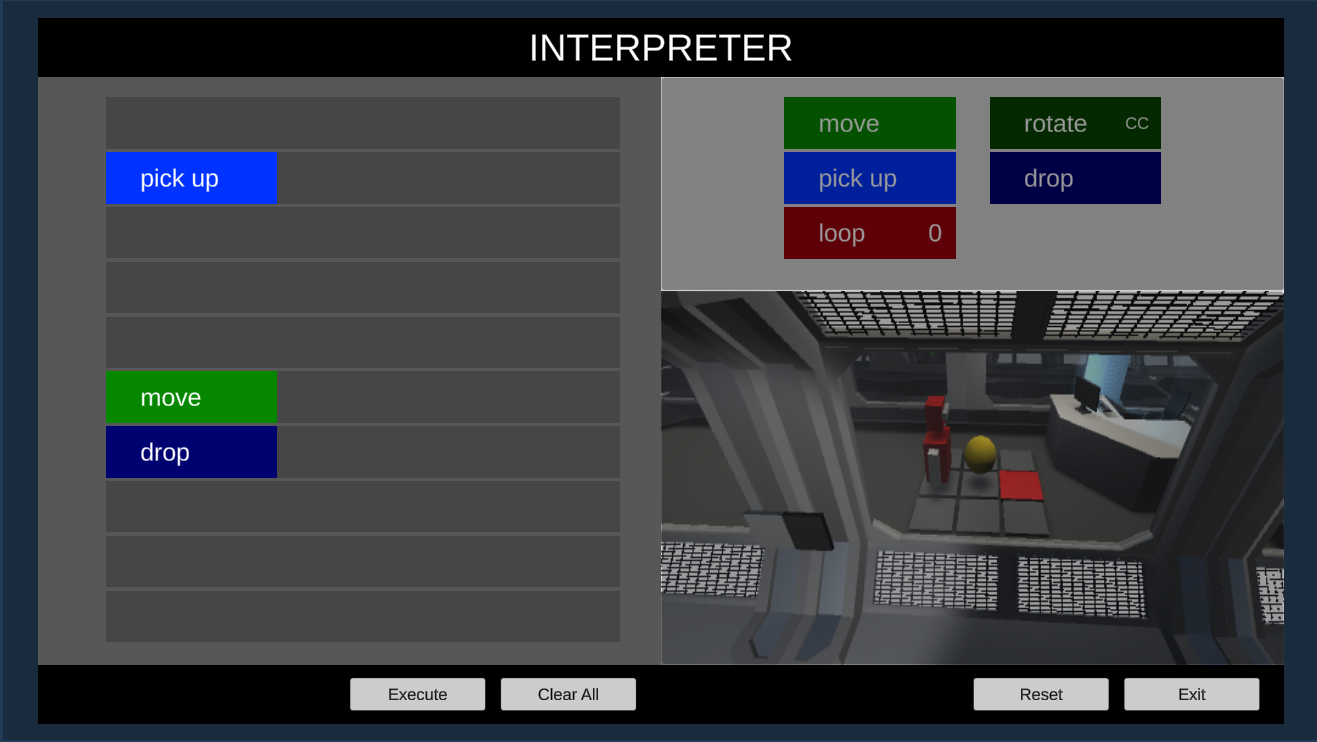 INTERPRETER
pick up
move
drop
move
rotate CC
pick up
drop
loop 0
Execute
Clear All
Reset
Exit